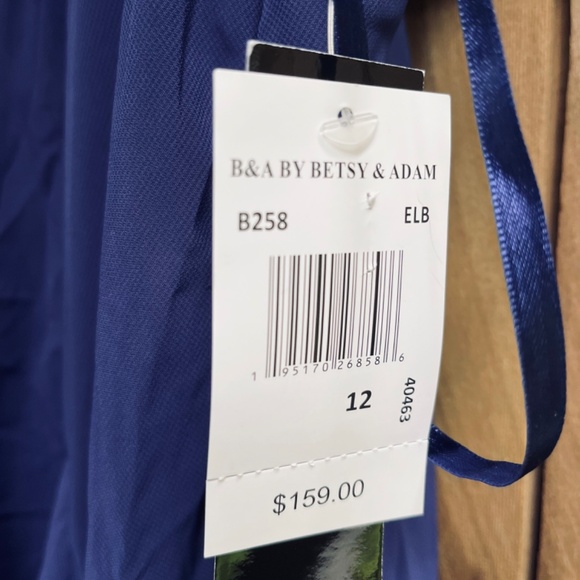 B&A BY BETSY & ADAM
B258 ELB
1 95170 26858 6
12 40463
$159.00